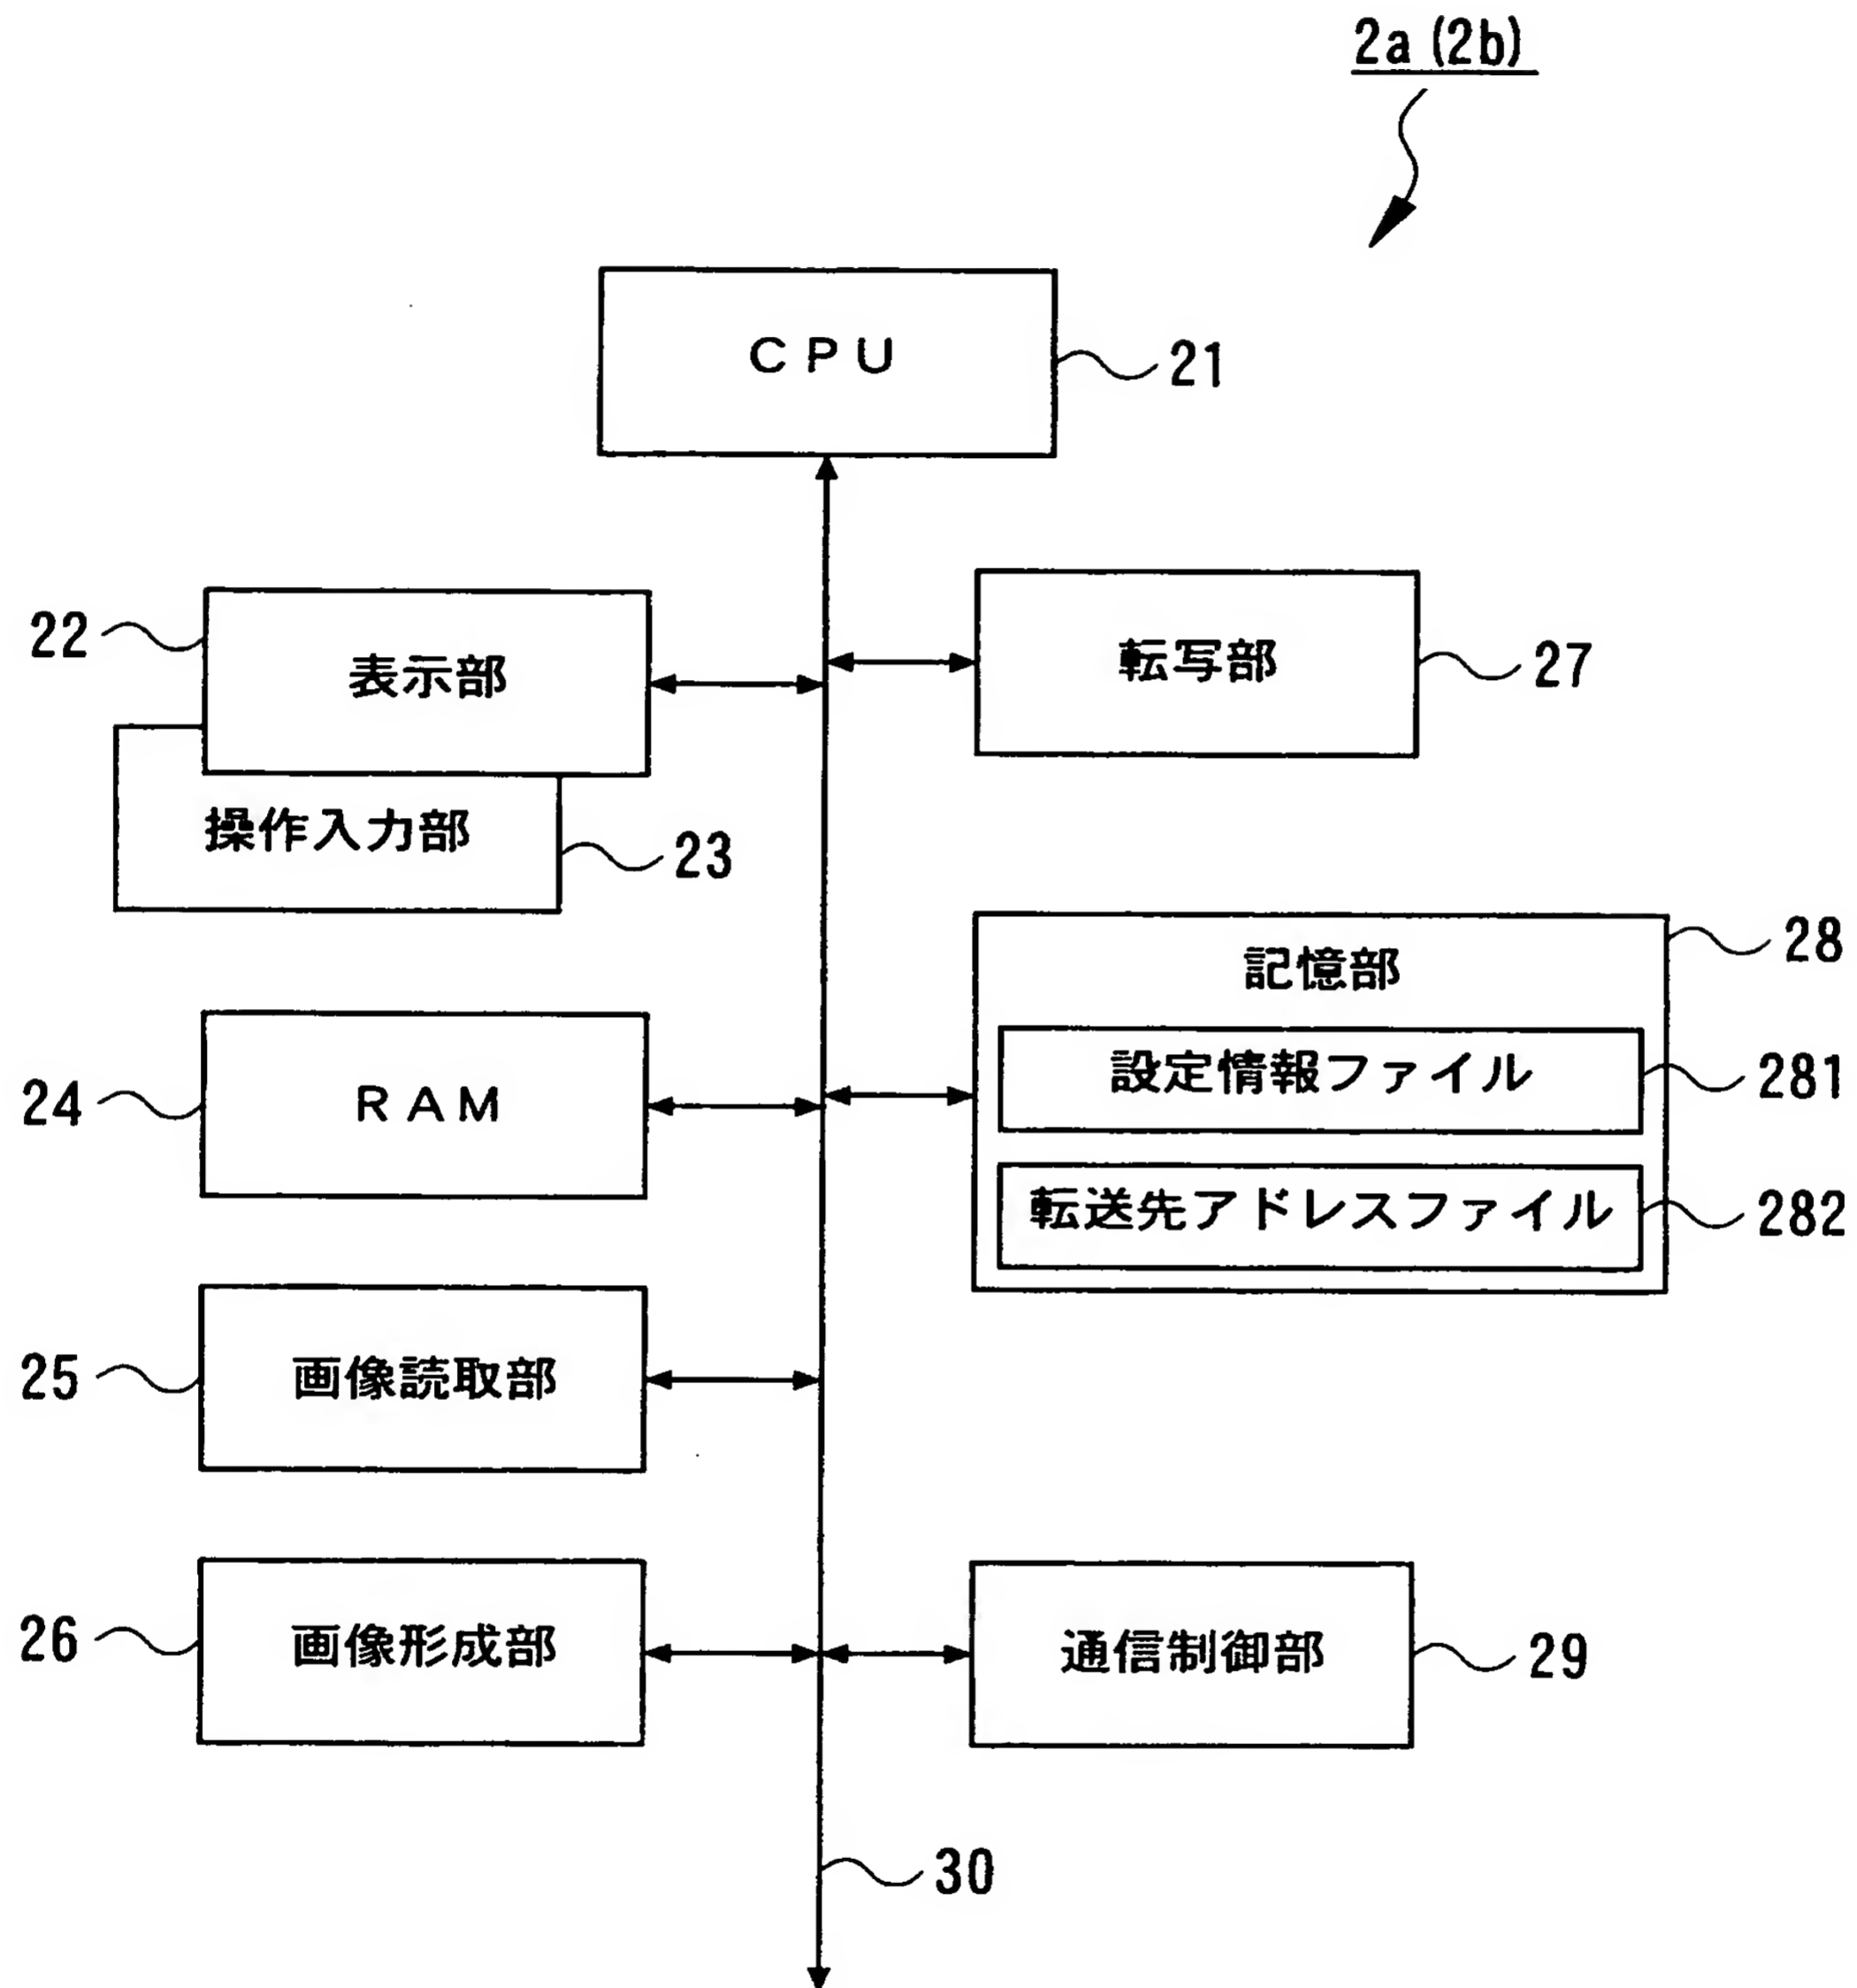 2a (2b)
CPU
21
22
表示部
転写部
27
操作入力部
23
記憶部
28
24
RAM
設定情報ファイル
281
転送先アドレスファイル
282
25
画像読取部
26
画像形成部
通信制御部
29
30